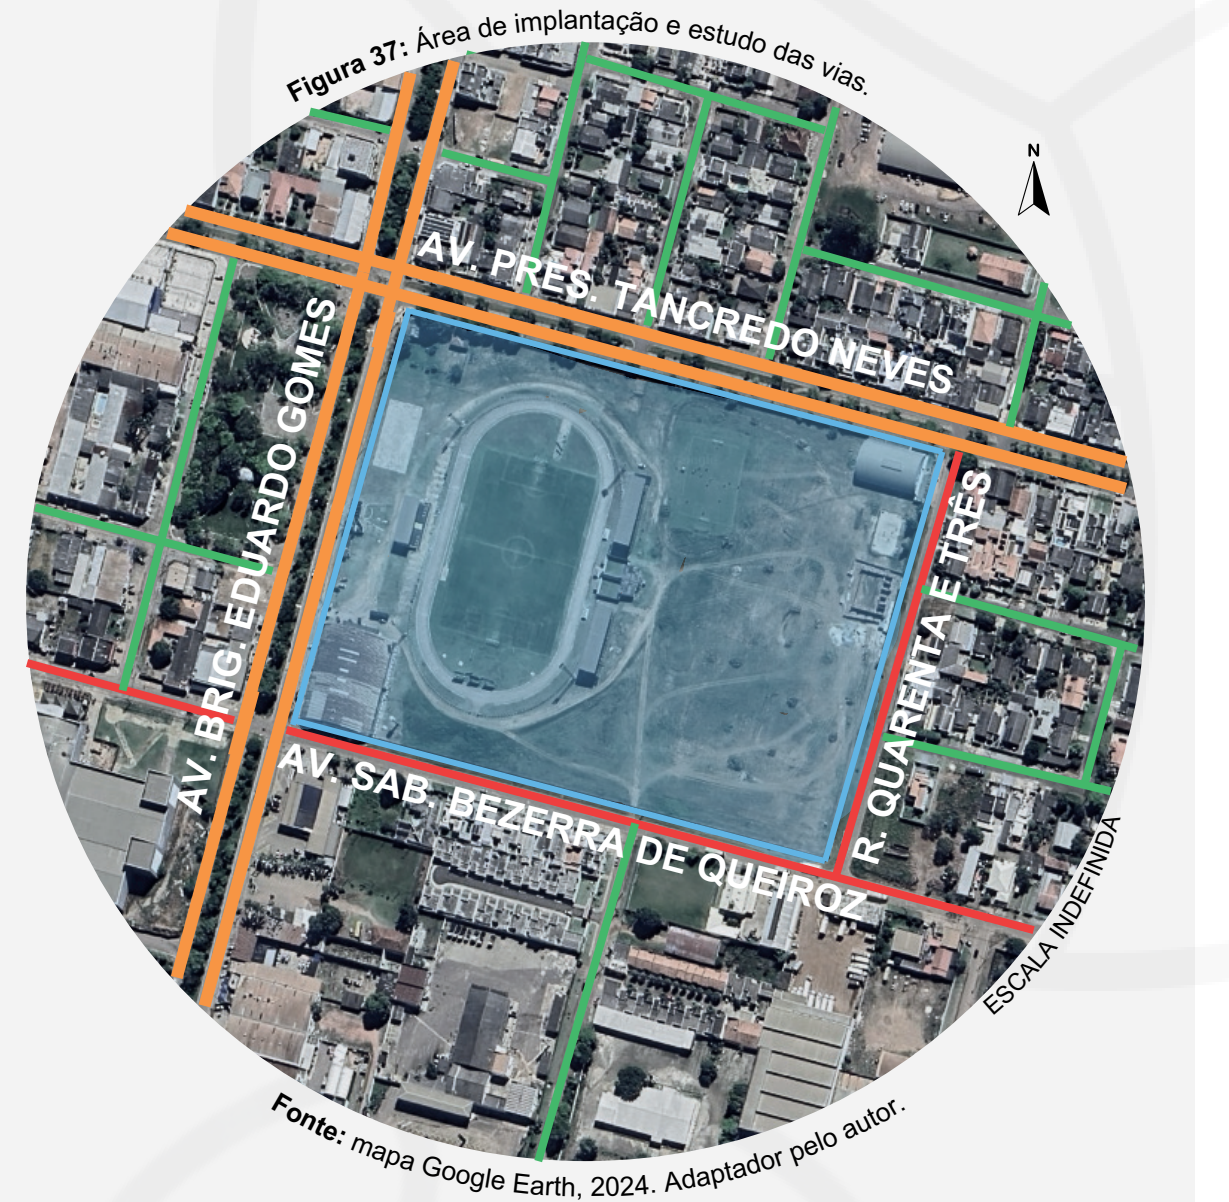 Figura 37: Área de implantação e estudo das vias.
N
AV. PRES. TANCREDO NEVES
AV. BRIG. EDUARDO GOMES
R. QUARENTA E TRÊS
AV. SAB. BEZERRA DE QUEIROZ
ESCALA INDEFINIDA
Fonte: mapa Google Earth, 2024. Adaptador pelo autor.